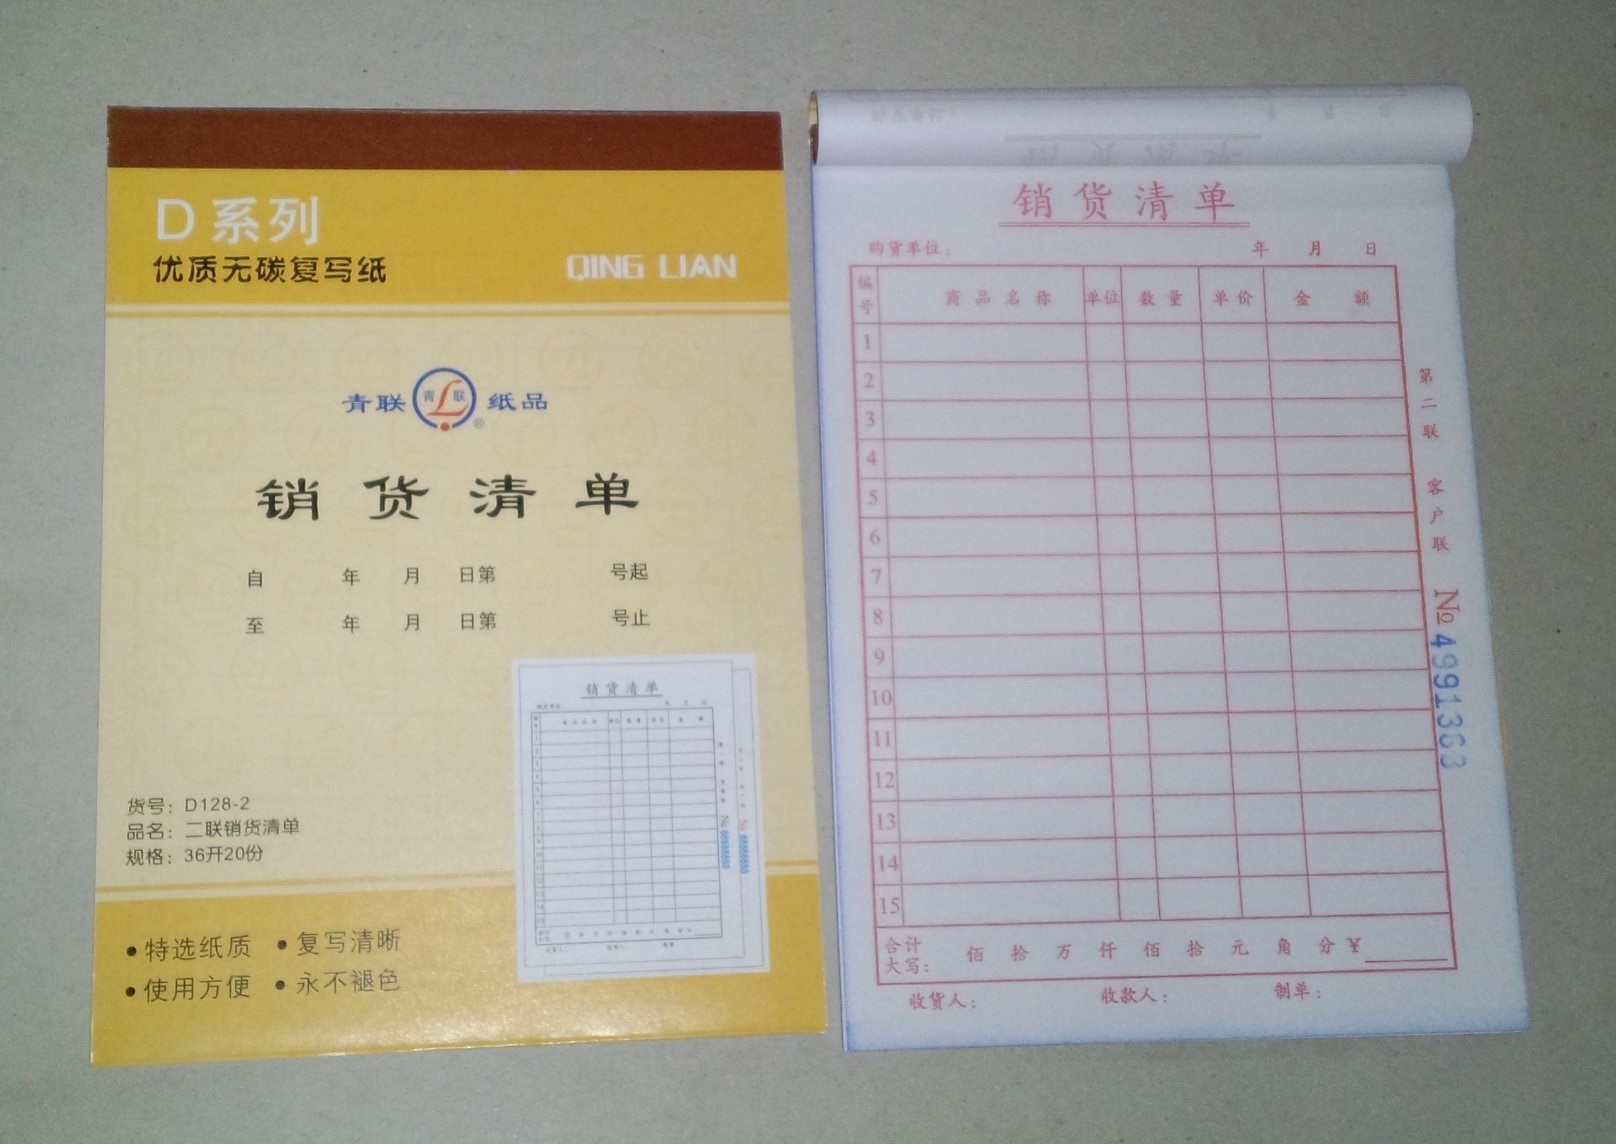 D 系列
优质无碳复写纸
QING LIAN
青联 青 L 联 ® 纸品
销货清单
自 年 月 日第 号起
至 年 月 日第 号止
销货清单
货号：D128-2
品名：二联销货清单
规格：36开20份
• 特选纸质 • 复写清晰
• 使用方便 • 永不褪色
销货清单
购货单位： 年 月 日
编号 商品名称 单位 数量 单价 金额
1
2
3
4
5
6
7
8
9
10
11
12
13
14
15
合计大写： 佰 拾 万 仟 佰 拾 元 角 分 ¥
收货人： 收款人： 制单：
第二联 客户联
№ 4991363